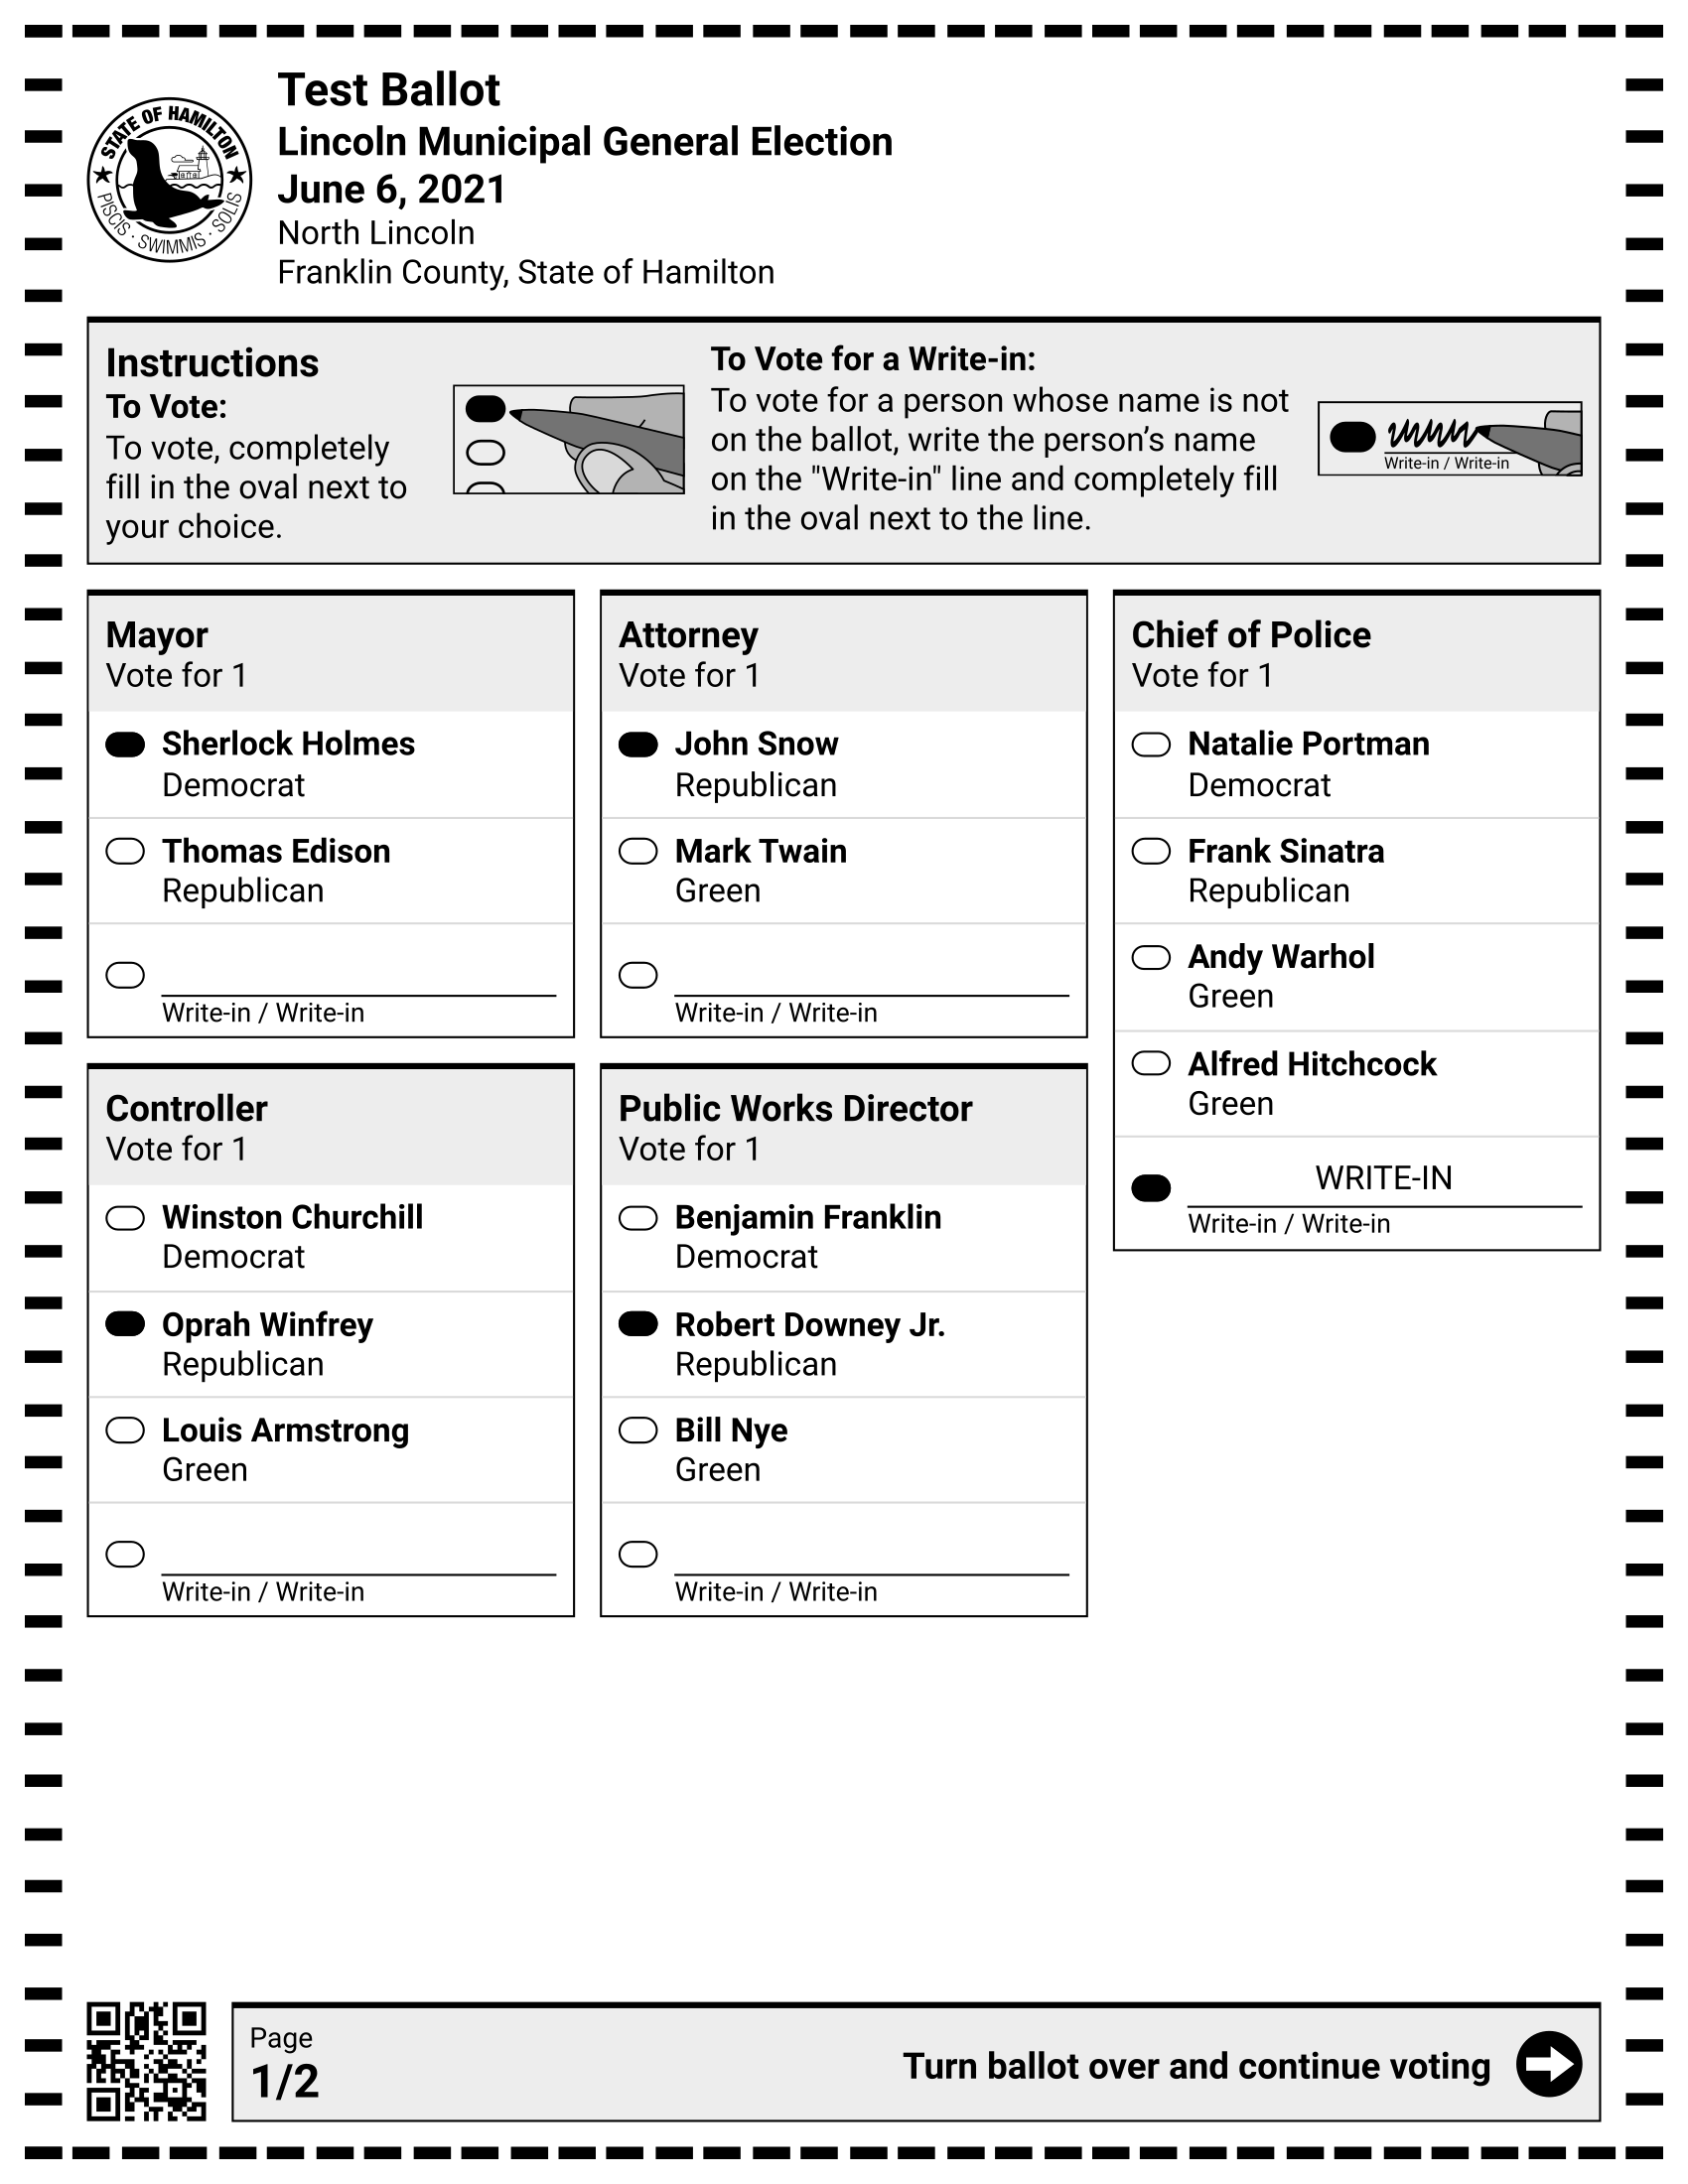 STATE OF HAMILTON
PISCIS · SWIMMIS · SOLIS
Test Ballot
Lincoln Municipal General Election
June 6, 2021
North Lincoln
Franklin County, State of Hamilton
Instructions
To Vote:
To vote, completely
fill in the oval next to
your choice.
To Vote for a Write-in:
To vote for a person whose name is not
on the ballot, write the person’s name
on the "Write-in" line and completely fill
in the oval next to the line.
Write-in / Write-in
Mayor
Vote for 1
Sherlock Holmes
Democrat
Thomas Edison
Republican
Write-in / Write-in
Controller
Vote for 1
Winston Churchill
Democrat
Oprah Winfrey
Republican
Louis Armstrong
Green
Write-in / Write-in
Attorney
Vote for 1
John Snow
Republican
Mark Twain
Green
Write-in / Write-in
Public Works Director
Vote for 1
Benjamin Franklin
Democrat
Robert Downey Jr.
Republican
Bill Nye
Green
Write-in / Write-in
Chief of Police
Vote for 1
Natalie Portman
Democrat
Frank Sinatra
Republican
Andy Warhol
Green
Alfred Hitchcock
Green
WRITE-IN
Write-in / Write-in
Page
1/2
Turn ballot over and continue voting